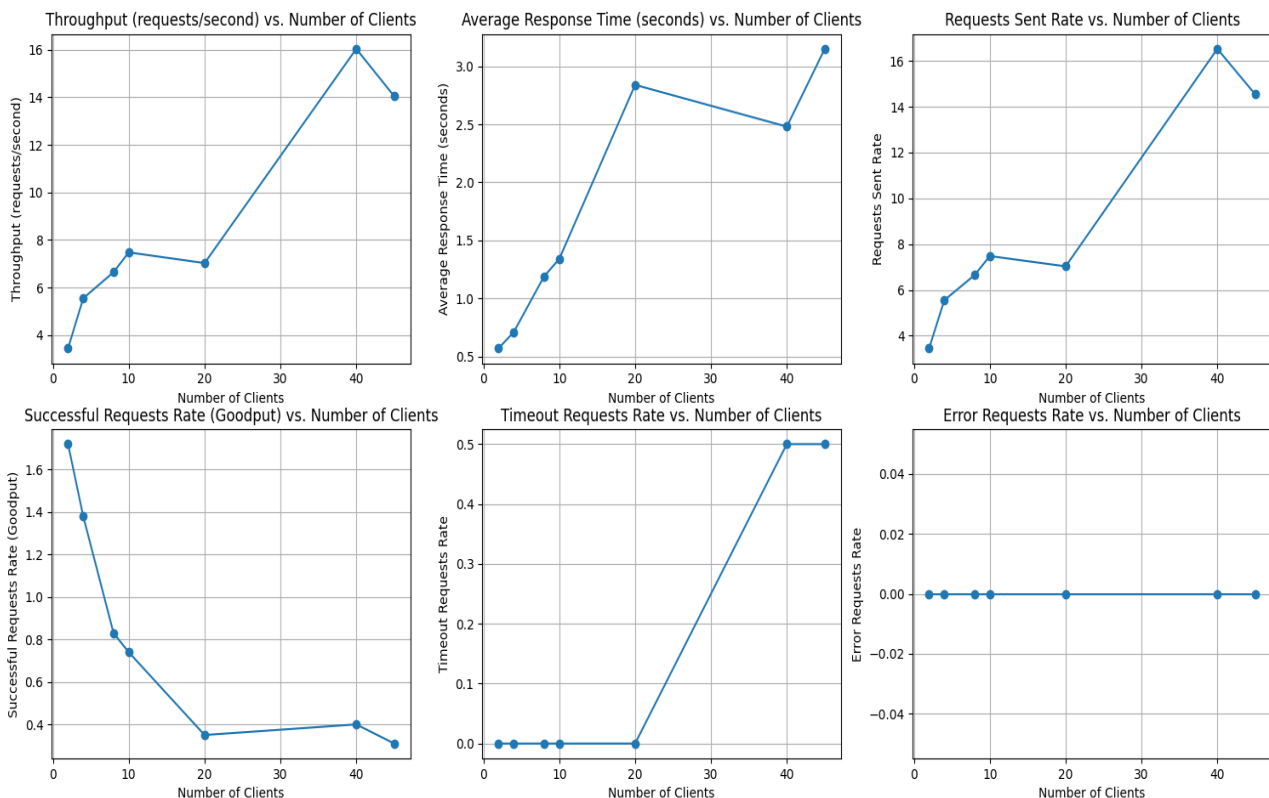 Throughput (requests/second) vs. Number of Clients
Throughput (requests/second)
16
14
12
10
8
6
4
0 10 20 30 40
Number of Clients
Average Response Time (seconds) vs. Number of Clients
Average Response Time (seconds)
3.0
2.5
2.0
1.5
1.0
0.5
0 10 20 30 40
Number of Clients
Requests Sent Rate vs. Number of Clients
Requests Sent Rate
16
14
12
10
8
6
4
0 10 20 30 40
Number of Clients
Successful Requests Rate (Goodput) vs. Number of Clients
Successful Requests Rate (Goodput)
1.6
1.4
1.2
1.0
0.8
0.6
0.4
0 10 20 30 40
Number of Clients
Timeout Requests Rate vs. Number of Clients
Timeout Requests Rate
0.5
0.4
0.3
0.2
0.1
0.0
0 10 20 30 40
Number of Clients
Error Requests Rate vs. Number of Clients
Error Requests Rate
0.04
0.02
0.00
−0.02
−0.04
0 10 20 30 40
Number of Clients